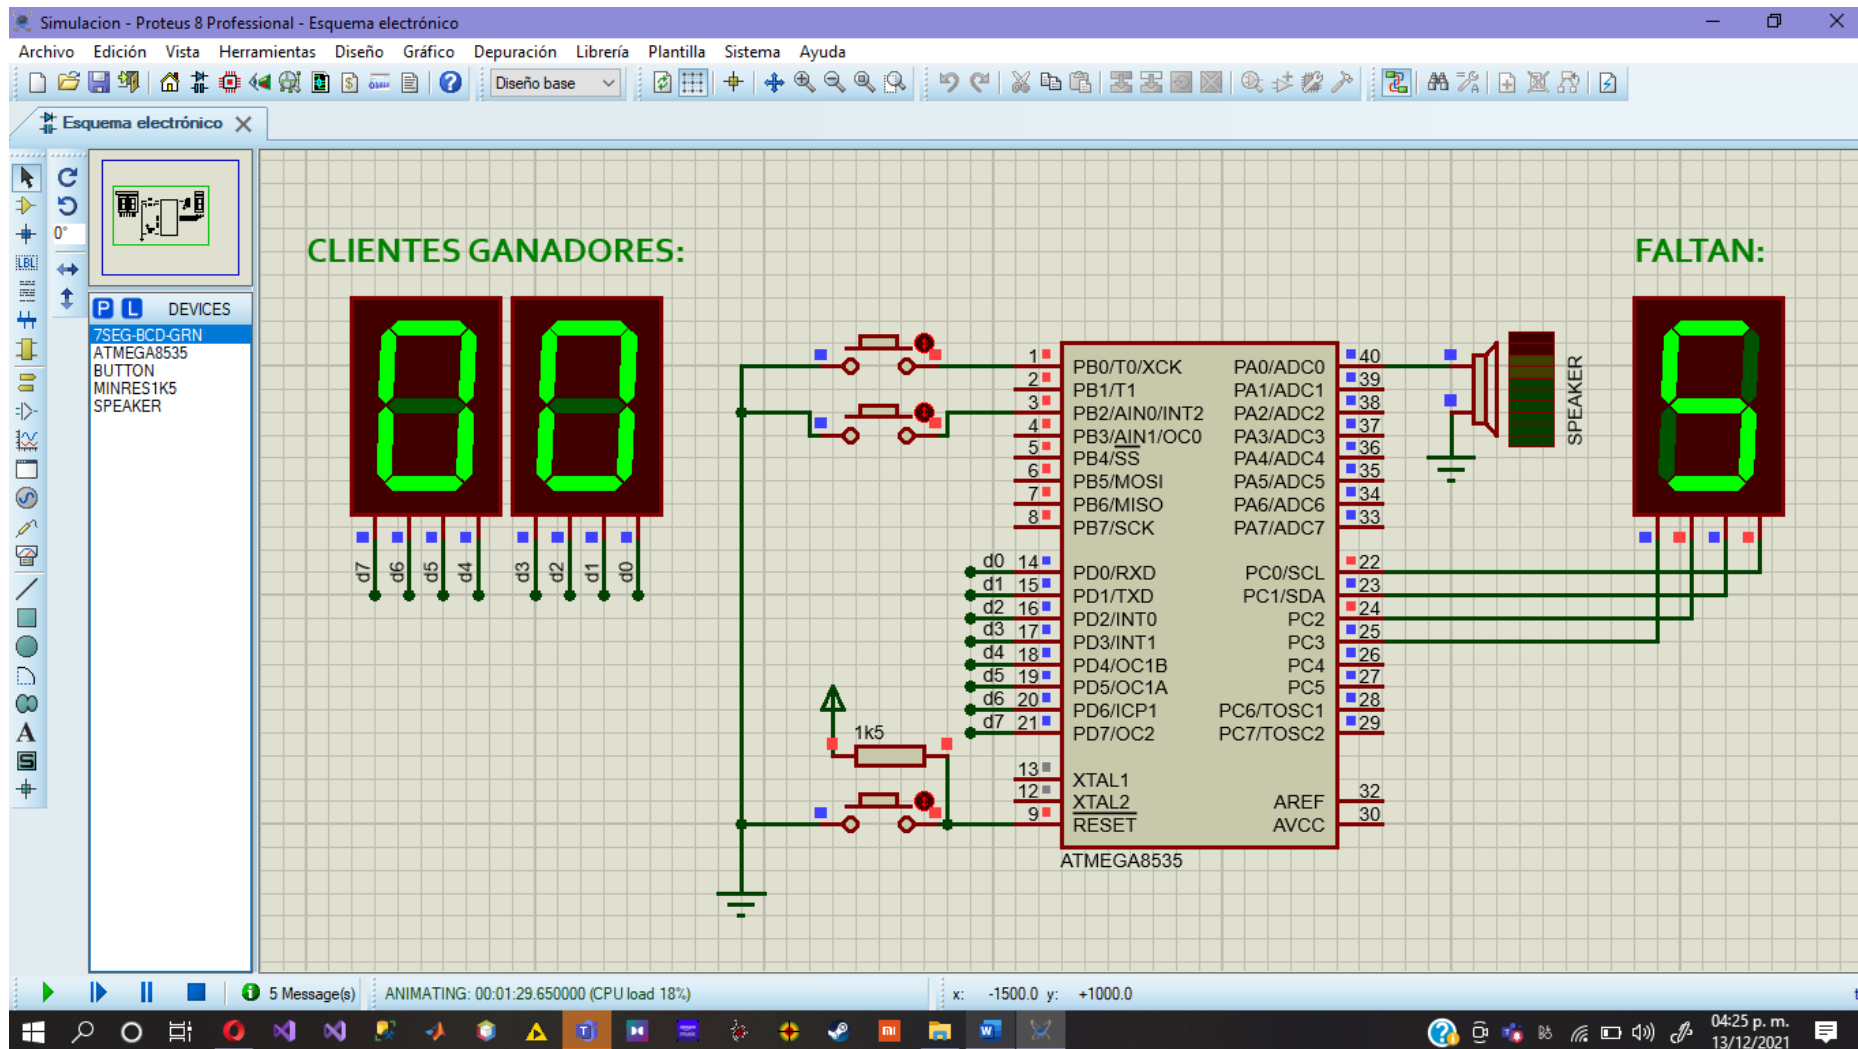 Simulacion - Proteus 8 Professional - Esquema electrónico
Archivo Edición Vista Herramientas Diseño Gráfico Depuración Librería Plantilla Sistema Ayuda
Diseño base
Esquema electrónico
0°
LBL
P L DEVICES
7SEG-BCD-GRN
ATMEGA8535
BUTTON
MINRES1K5
SPEAKER
CLIENTES GANADORES:
FALTAN:
d7 d6 d5 d4 d3 d2 d1 d0
1 PB0/T0/XCK PA0/ADC0 40
2 PB1/T1 PA1/ADC1 39
3 PB2/AIN0/INT2 PA2/ADC2 38
4 PB3/AIN1/OC0 PA3/ADC3 37
5 PB4/SS PA4/ADC4 36
6 PB5/MOSI PA5/ADC5 35
7 PB6/MISO PA6/ADC6 34
8 PB7/SCK PA7/ADC7 33
d0 14 PD0/RXD PC0/SCL 22
d1 15 PD1/TXD PC1/SDA 23
d2 16 PD2/INT0 PC2 24
d3 17 PD3/INT1 PC3 25
d4 18 PD4/OC1B PC4 26
d5 19 PD5/OC1A PC5 27
d6 20 PD6/ICP1 PC6/TOSC1 28
d7 21 PD7/OC2 PC7/TOSC2 29
13 XTAL1
12 XTAL2 AREF 32
9 RESET AVCC 30
ATMEGA8535
1k5
SPEAKER
00
5
5 Message(s)
ANIMATING: 00:01:29.650000 (CPU load 18%)
x: -1500.0 y: +1000.0
04:25 p. m.
13/12/2021